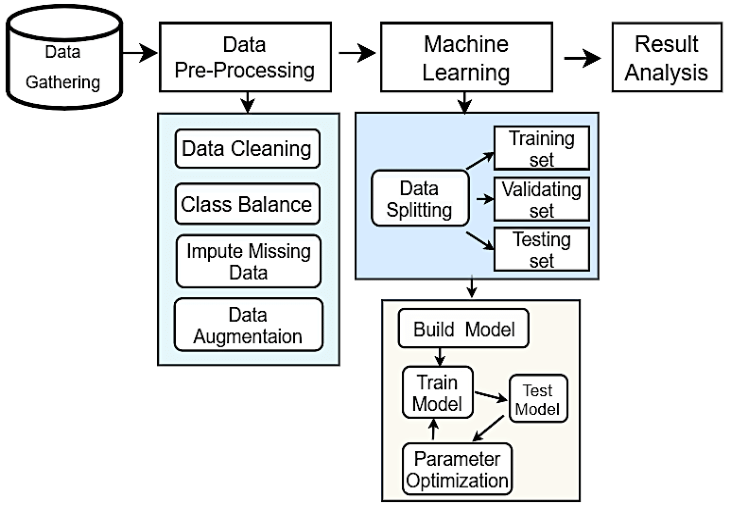 Data
Gathering
Data
Pre-Processing
Machine
Learning
Result
Analysis
Data Cleaning
Class Balance
Impute Missing
Data
Data
Augmentaion
Data
Splitting
Training
set
Validating
set
Testing
set
Build Model
Train
Model
Test
Model
Parameter
Optimization